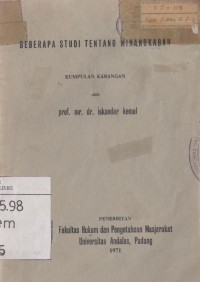 BEBERAPA STUDI TENTANG MINANGKABAU
KUMPULAN KARANGAN
oleh
prof. mr. dr. iskandar kemal
5.98
em
5
PENERBITAN
Fakultas Hukum dan Pengetahuan Masjarakat
Universitas Andalas, Padang
1971